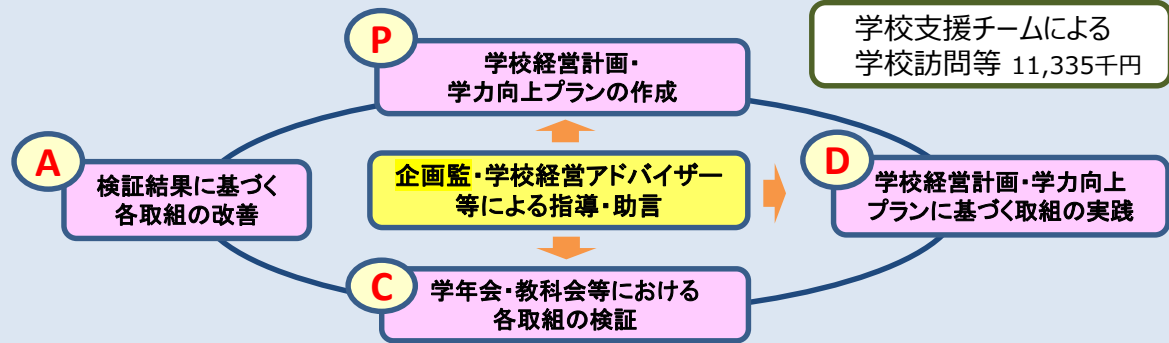 学校支援チームによる
学校訪問等 11,335千円
P
学校経営計画・
学力向上プランの作成
A
検証結果に基づく
各取組の改善
企画監・学校経営アドバイザー
等による指導・助言
D
学校経営計画・学力向上
プランに基づく取組の実践
C
学年会・教科会等における
各取組の検証